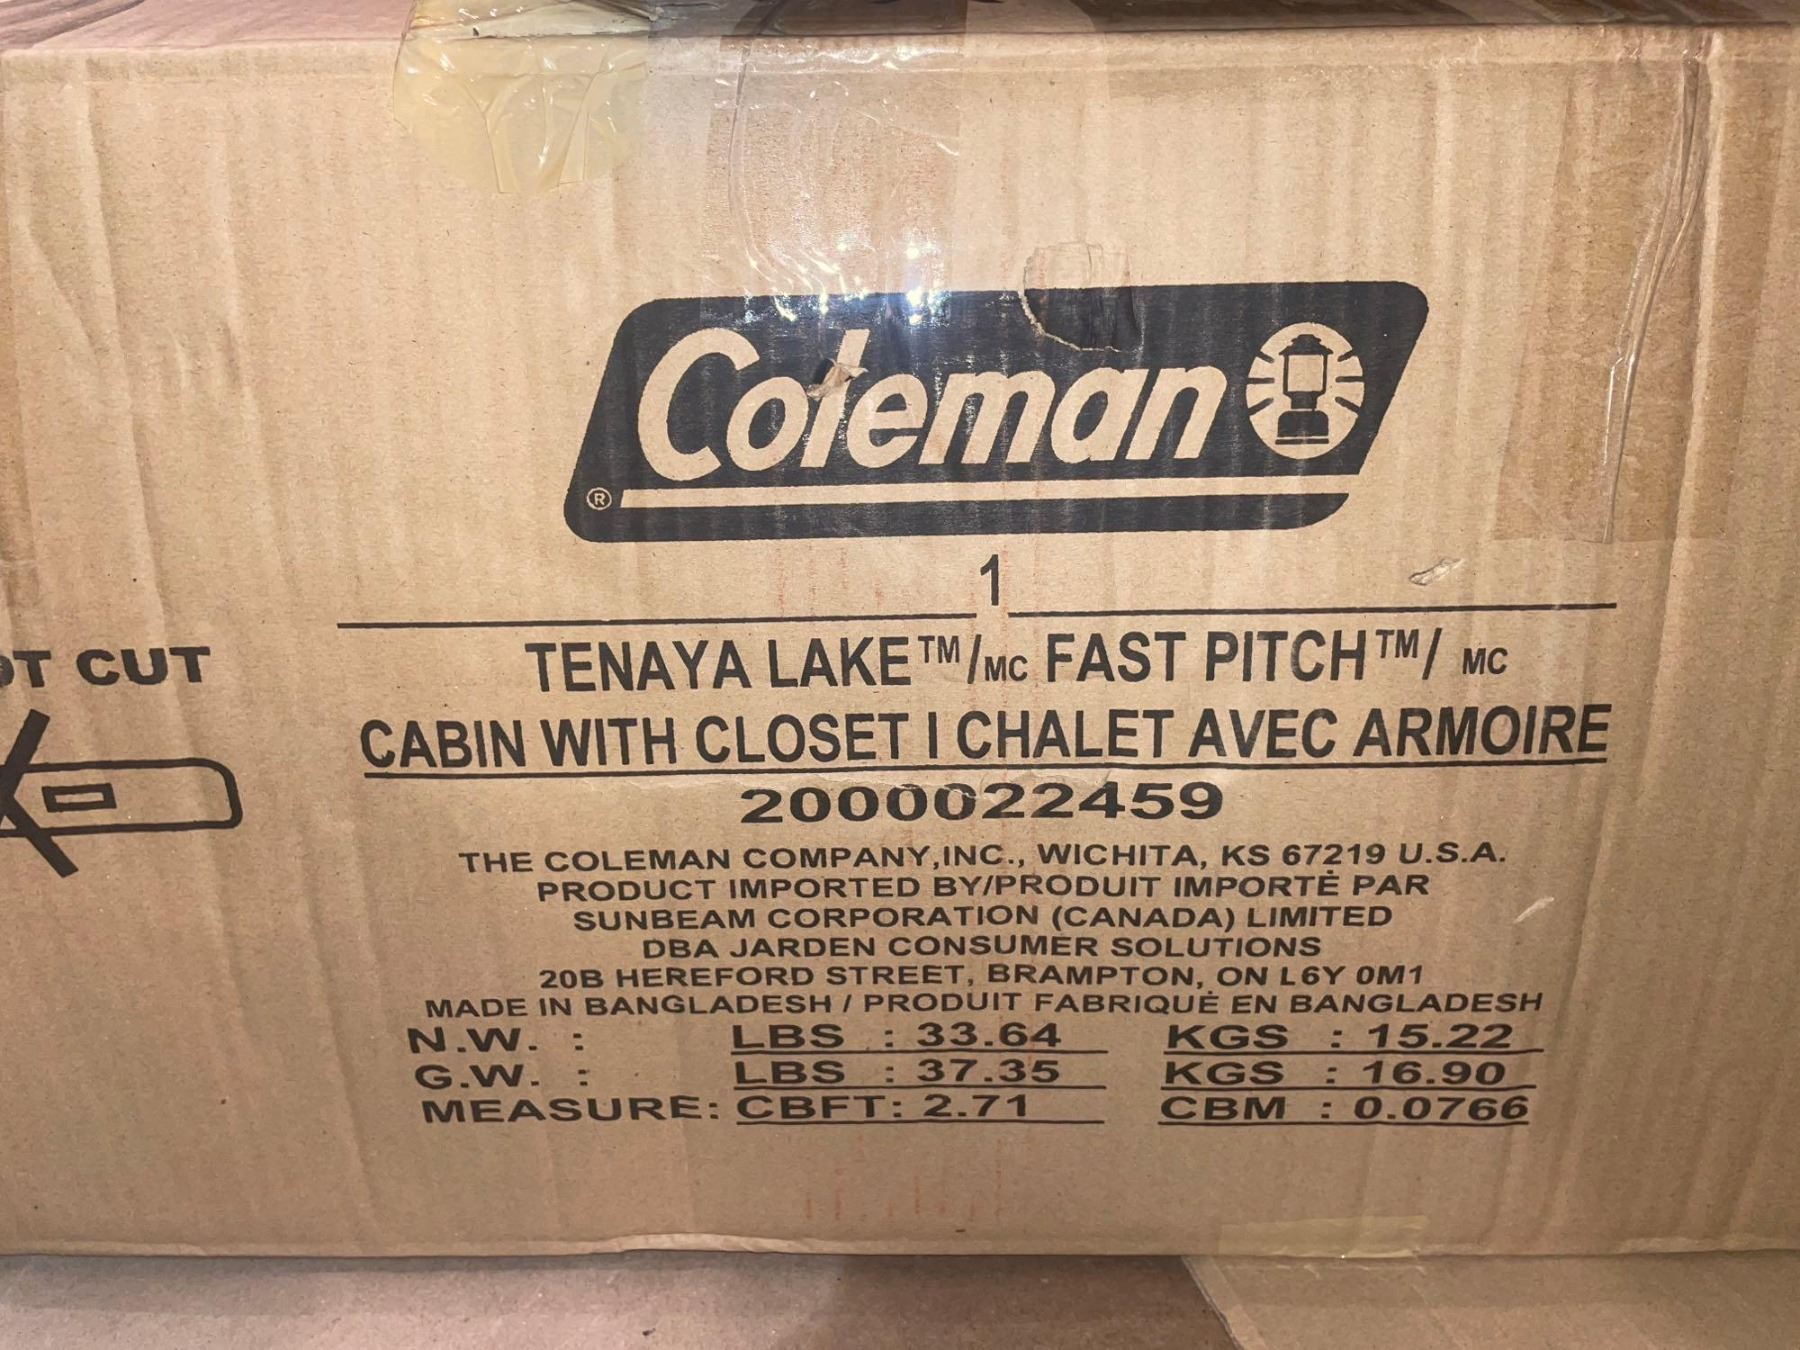 Coleman
®
1
TENAYA LAKE™/MC FAST PITCH™/ MC
CABIN WITH CLOSET I CHALET AVEC ARMOIRE
2000022459
THE COLEMAN COMPANY,INC., WICHITA, KS 67219 U.S.A.
PRODUCT IMPORTED BY/PRODUIT IMPORTÉ PAR
SUNBEAM CORPORATION (CANADA) LIMITED
DBA JARDEN CONSUMER SOLUTIONS
20B HEREFORD STREET, BRAMPTON, ON L6Y 0M1
MADE IN BANGLADESH / PRODUIT FABRIQUÉ EN BANGLADESH
N.W. : LBS : 33.64 KGS : 15.22
G.W. : LBS : 37.35 KGS : 16.90
MEASURE: CBFT: 2.71 CBM : 0.0766
CUT